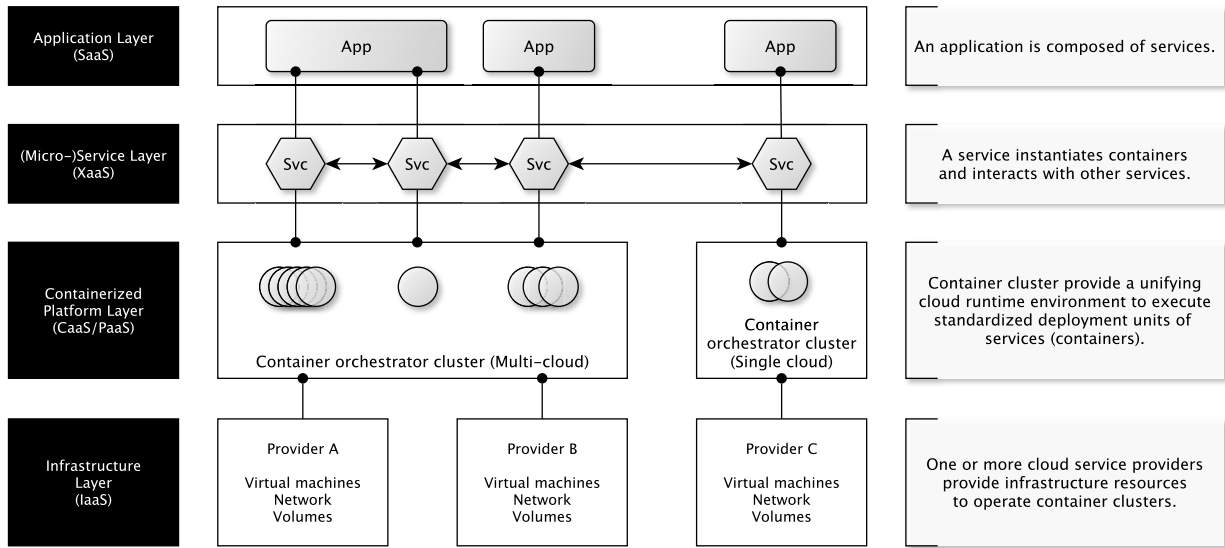 Application Layer
(SaaS)
App
App
App
An application is composed of services.
(Micro-)Service Layer
(XaaS)
Svc
Svc
Svc
Svc
A service instantiates containers
and interacts with other services.
Containerized
Platform Layer
(CaaS/PaaS)
Container orchestrator cluster (Multi-cloud)
Container
orchestrator cluster
(Single cloud)
Container cluster provide a unifying
cloud runtime environment to execute
standardized deployment units of
services (containers).
Infrastructure
Layer
(IaaS)
Provider A
Virtual machines
Network
Volumes
Provider B
Virtual machines
Network
Volumes
Provider C
Virtual machines
Network
Volumes
One or more cloud service providers
provide infrastructure resources
to operate container clusters.